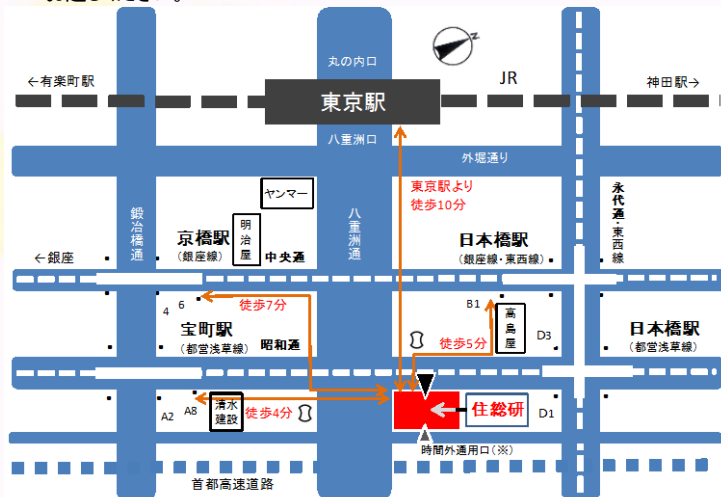 丸の内口
N
←有楽町駅
東京駅
JR
神田駅→
八重洲口
外堀通り
ヤンマー
東京駅より
徒歩10分
鍛冶橋通
八重洲通
永代通・東西線
京橋駅
(銀座線)
明治屋
中央通
日本橋駅
(銀座線・東西線)
←銀座
4
6
徒歩7分
B1
高島屋
宝町駅
(都営浅草線)
昭和通
徒歩5分
D3
日本橋駅
(都営浅草線)
A2
A8
清水
建設
徒歩4分
住総研
D1
時間外通用口(※)
首都高速道路